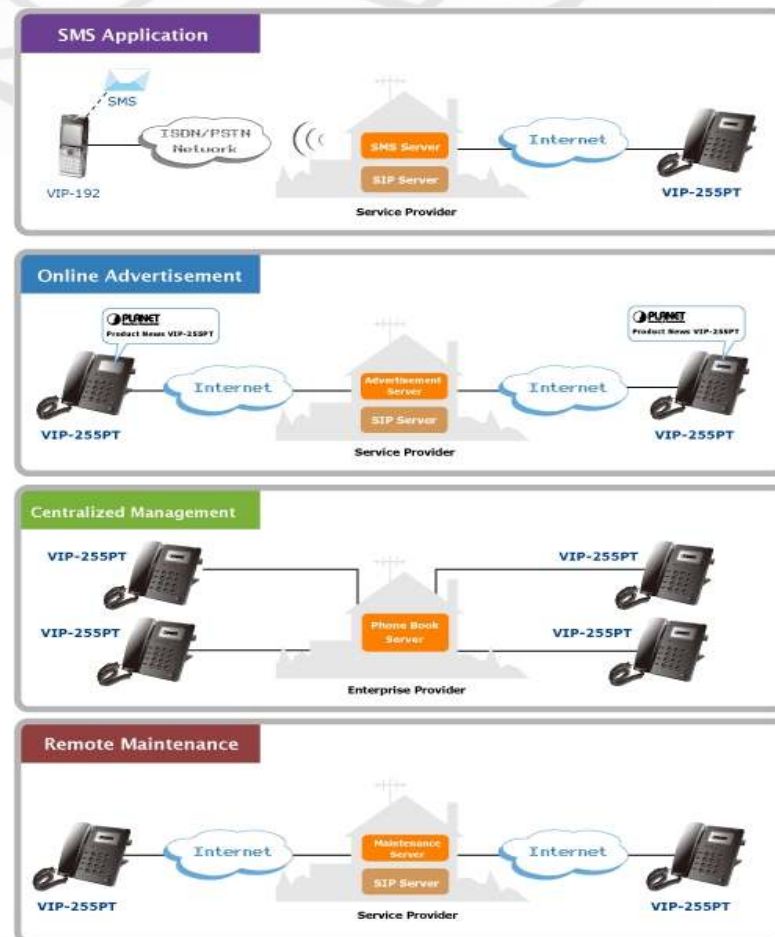 SMS Application
SMS
ISDN/PSTN
Network
SMS Server
SIP Server
Internet
VIP-192
VIP-255PT
Service Provider
Online Advertisement
PLANET
Product News VIP-255PT
PLANET
Product News VIP-255PT
Internet
Advertisement
Server
SIP Server
Internet
VIP-255PT
VIP-255PT
Service Provider
Centralized Management
VIP-255PT
VIP-255PT
VIP-255PT
Phone Book
Server
VIP-255PT
Enterprise Provider
Remote Maintenance
Internet
Maintenance
Server
SIP Server
Internet
VIP-255PT
VIP-255PT
Service Provider